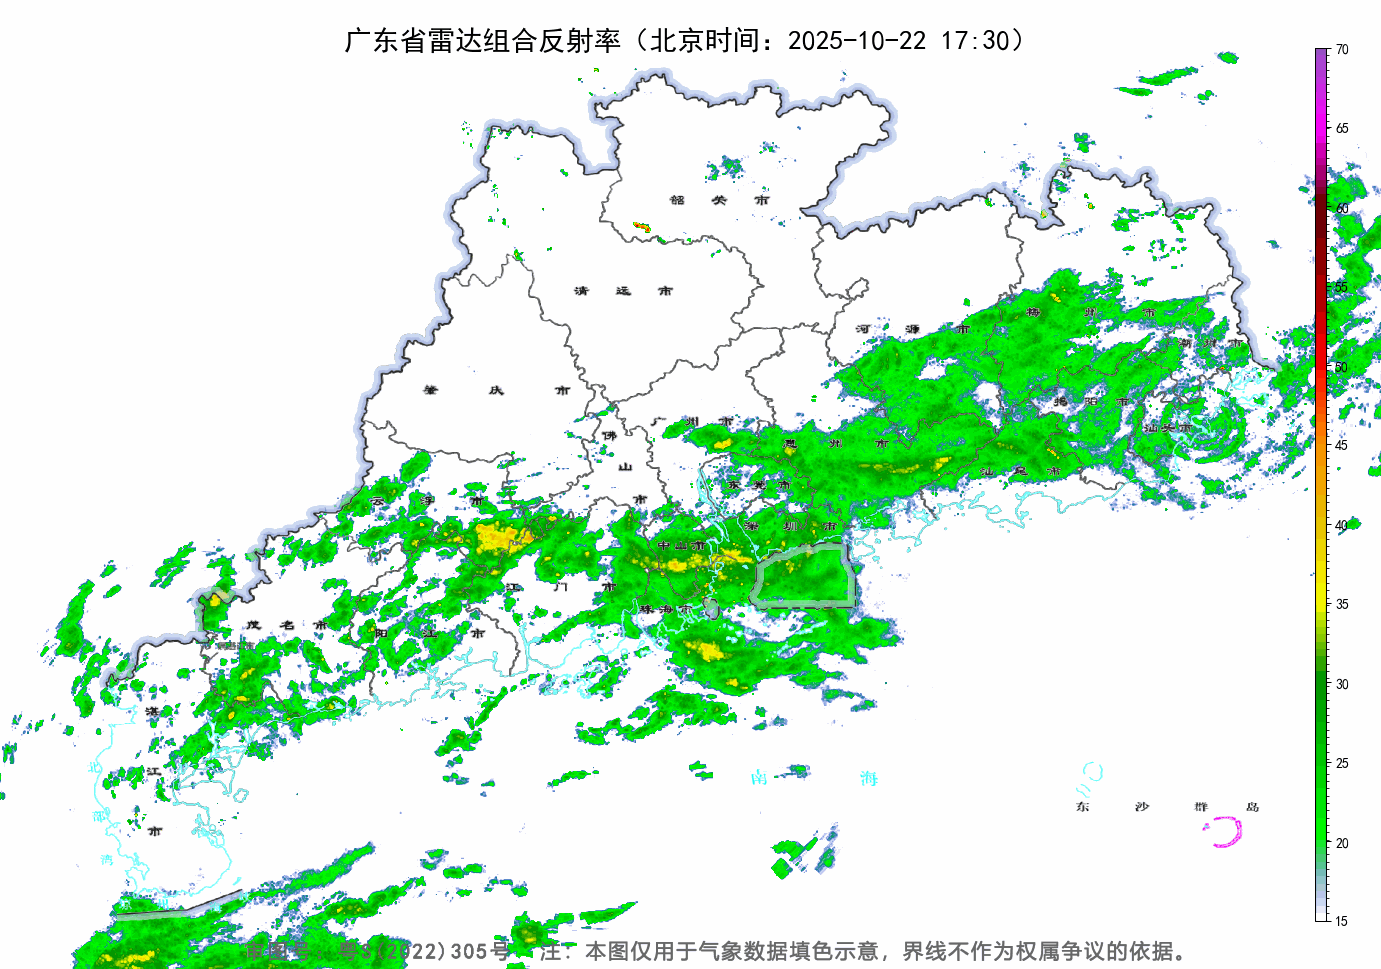 广东省雷达组合反射率（北京时间：2025-10-22 17:30）
70
65
60
55
50
45
40
35
30
25
20
15
韶关市
清远市
河源市
梅州市
潮州市
肇庆市
揭阳市
广州市
汕头市
佛山市
惠州市
汕尾市
东莞市
云浮市
深圳市
中山市
江门市
珠海市
茂名市
阳江市
湛江市
北部湾
南海
东沙群岛
审图号：粤S(2022)305号 注：本图仅用于气象数据填色示意，界线不作为权属争议的依据。